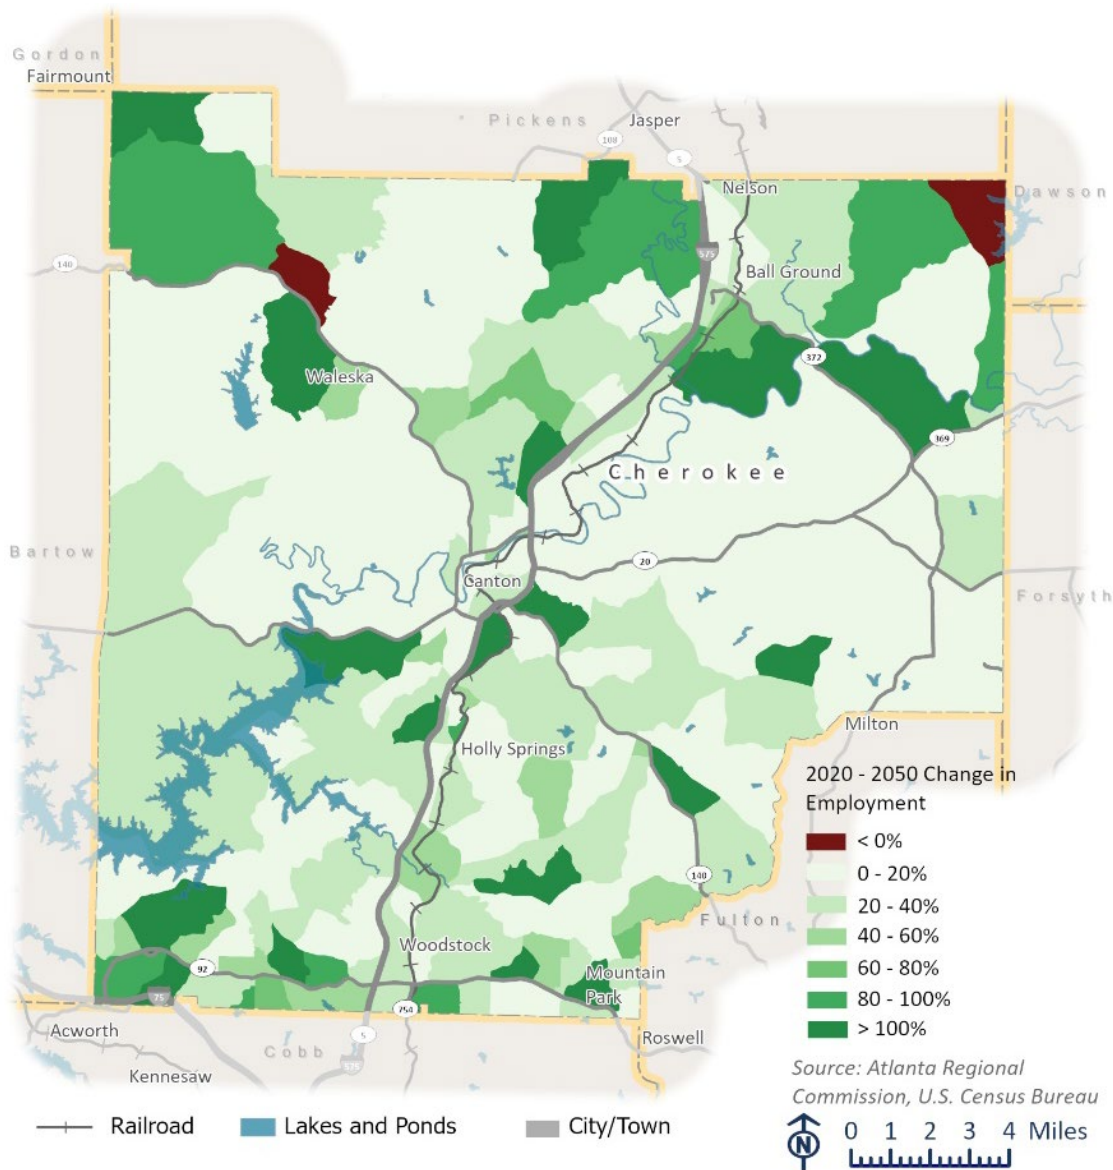 Gordon
Fairmount
Pickens
Jasper
108
5
Nelson
Dawson
140
575
Ball Ground
372
Waleska
369
Cherokee
Bartow
20
Canton
Forsyth
Milton
Holly Springs
2020 - 2050 Change in
Employment
< 0%
0 - 20%
20 - 40%
40 - 60%
60 - 80%
80 - 100%
> 100%
140
Fulton
Woodstock
92
Mountain
Park
75
754
Acworth
5
Roswell
Cobb
575
Kennesaw
Source: Atlanta Regional
Commission, U.S. Census Bureau
Railroad
Lakes and Ponds
City/Town
N
0 1 2 3 4 Miles